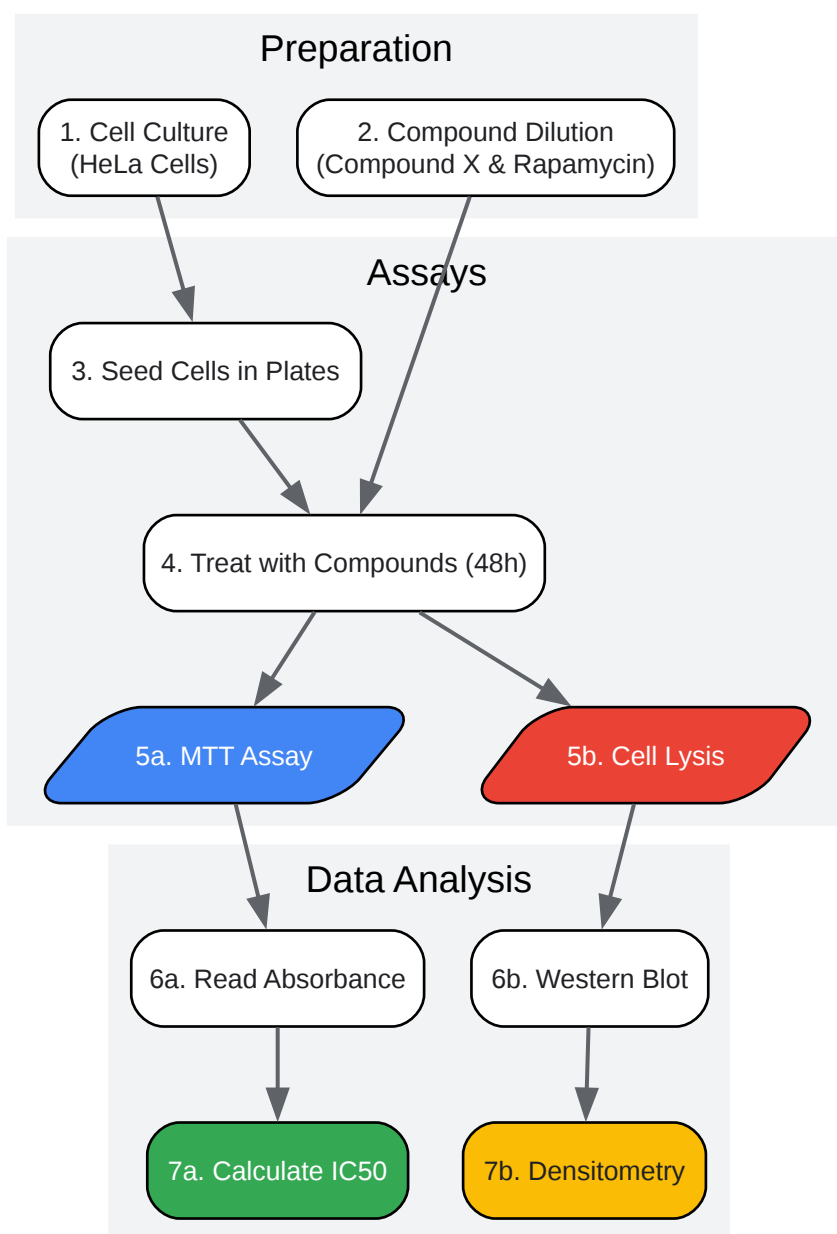 Preparation
1. Cell Culture
(HeLa Cells)
2. Compound Dilution
(Compound X & Rapamycin)
Assays
3. Seed Cells in Plates
4. Treat with Compounds (48h)
5a. MTT Assay
5b. Cell Lysis
Data Analysis
6a. Read Absorbance
6b. Western Blot
7a. Calculate IC50
7b. Densitometry